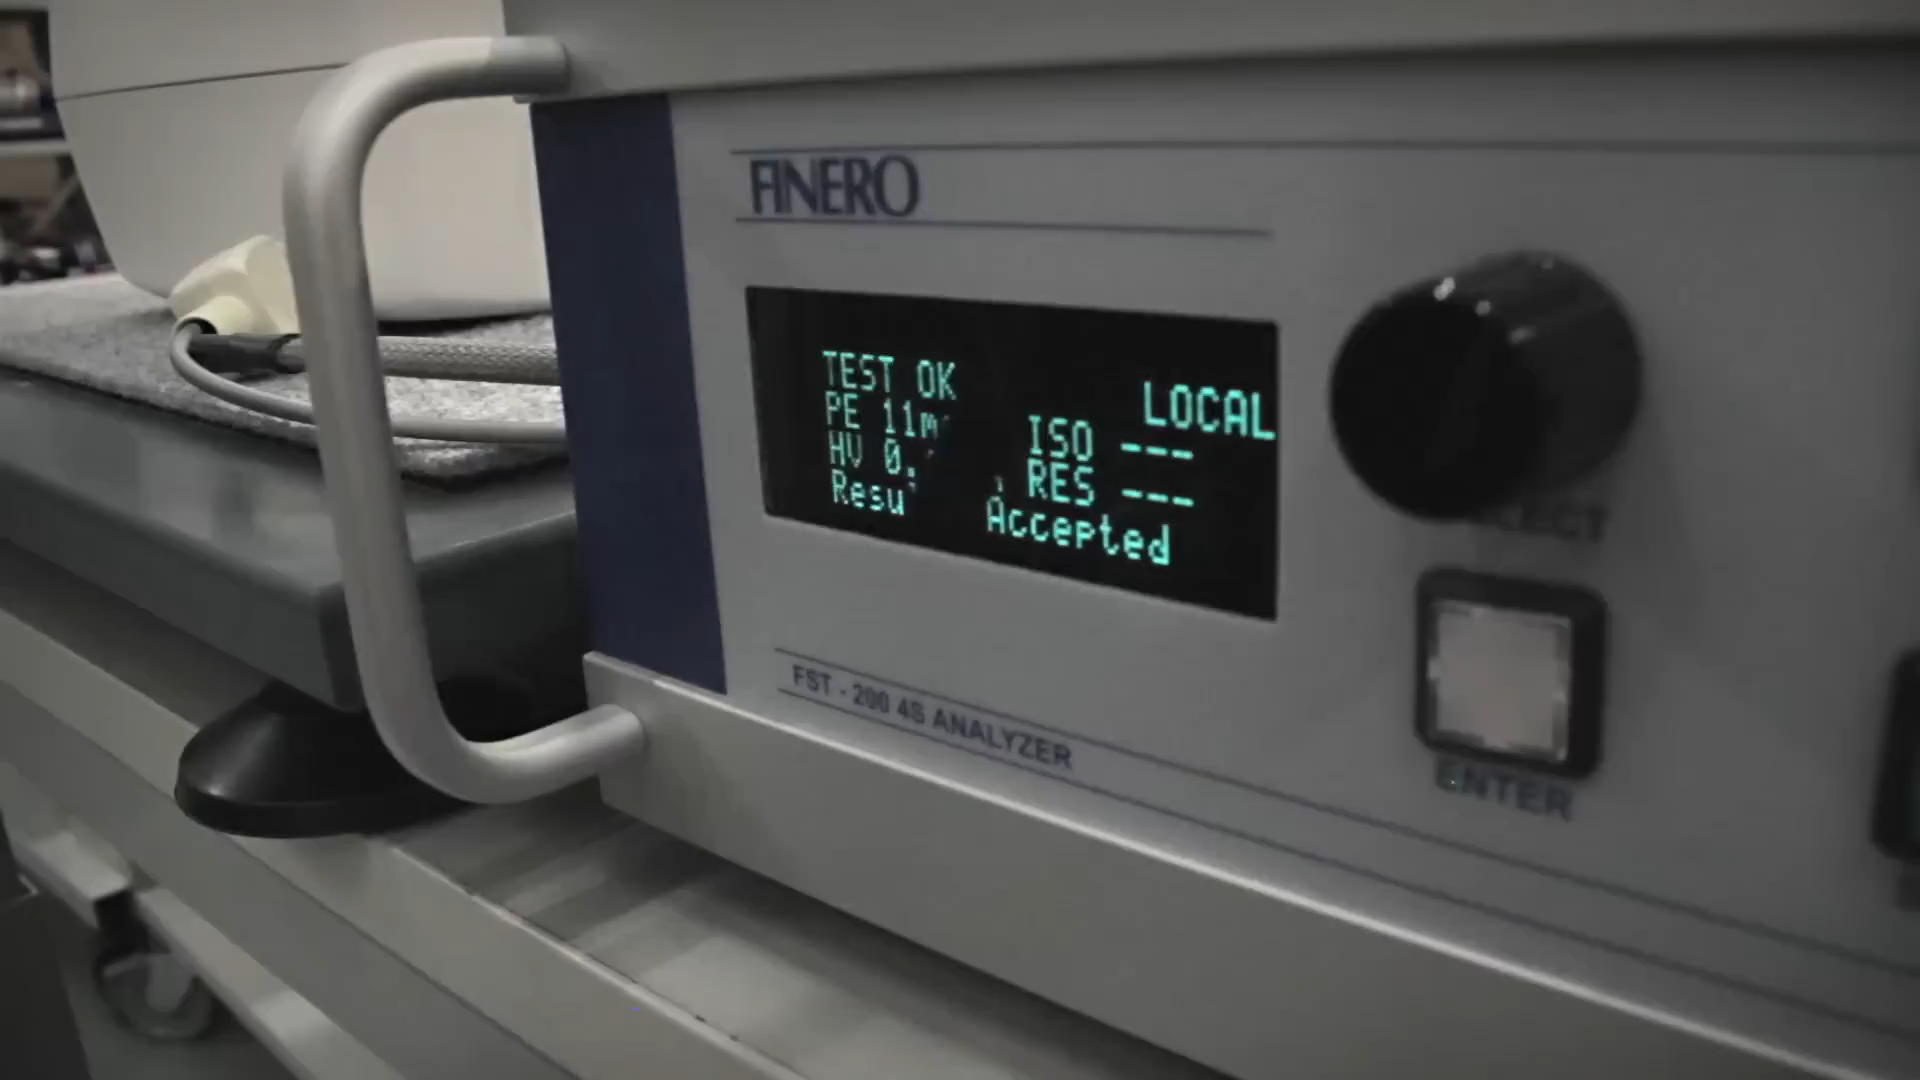 FINERO
TEST OK
LOCAL
PE 11m
ISO ---
HV 0.
RES ---
Resu
Accepted
FST - 200 4S ANALYZER
ENTER